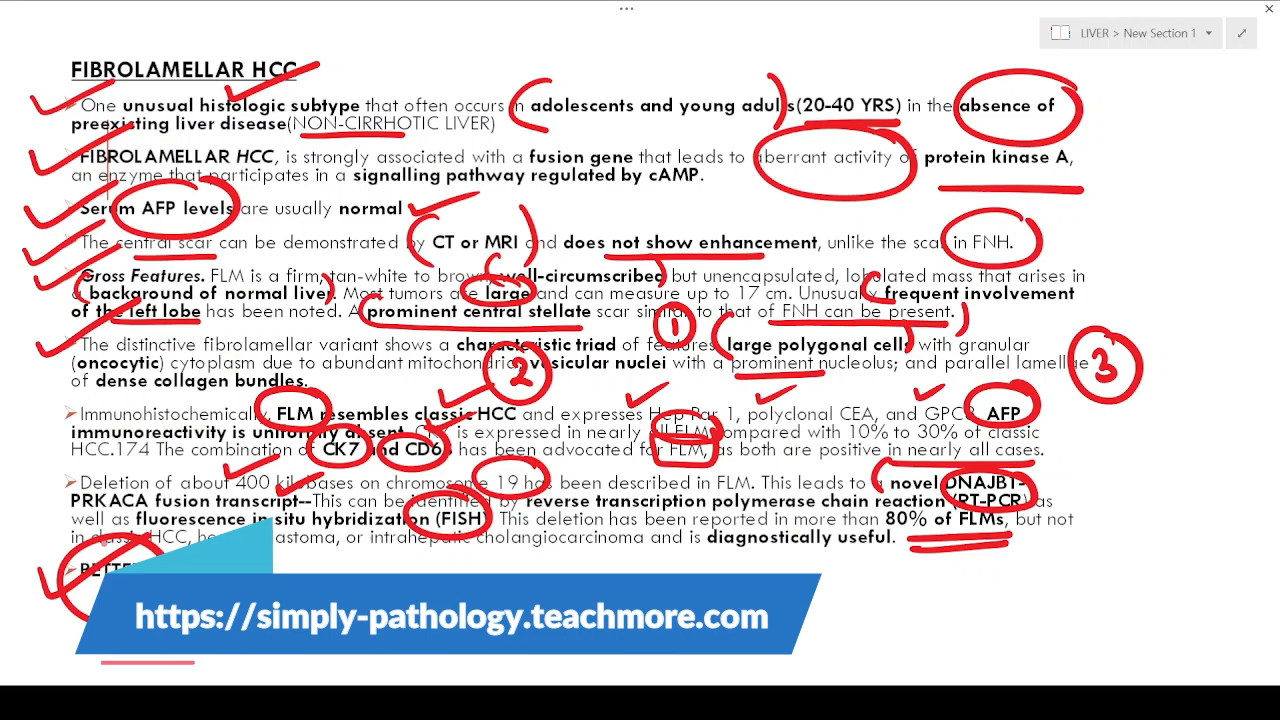 LIVER > New Section 1
FIBROLAMELLAR HCC
One unusual histologic subtype that often occurs in adolescents and young adults(20-40 YRS) in the absence of
preexisting liver disease(NON-CIRRHOTIC LIVER)
FIBROLAMELLAR HCC, is strongly associated with a fusion gene that leads to aberrant activity of protein kinase A,
an enzyme that participates in a signalling pathway regulated by cAMP.
Serum AFP levels are usually normal
The central scar can be demonstrated by CT or MRI and does not show enhancement, unlike the scar in FNH.
Gross Features. FLM is a firm, tan-white to brown, well-circumscribed but unencapsulated, lobulated mass that arises in
a background of normal liver. Most tumors are large and can measure up to 17 cm. Unusually frequent involvement
of the left lobe has been noted. A prominent central stellate scar similar to that of FNH can be present.
1
The distinctive fibrolamellar variant shows a characteristic triad of features: large polygonal cells with granular
(oncocytic) cytoplasm due to abundant mitochondria, vesicular nuclei with a prominent nucleolus; and parallel lamellae
of dense collagen bundles.
2
3
Immunohistochemically, FLM resembles classic HCC and expresses Hep Par 1, polyclonal CEA, and GPC3. AFP
immunoreactivity is uniformly absent. CK7 is expressed in nearly all FLM compared with 10% to 30% of classic
HCC.174 The combination of CK7 and CD68 has been advocated for FLM, as both are positive in nearly all cases.
Deletion of about 400 kilobases on chromosome 19 has been described in FLM. This leads to a novel DNAJBT-
PRKACA fusion transcript--This can be identified by reverse transcription polymerase chain reaction (RT-PCR) as
well as fluorescence in situ hybridization (FISH). This deletion has been reported in more than 80% of FLMs, but not
in classic HCC, hepatoblastoma, or intrahepatic cholangiocarcinoma and is diagnostically useful.
https://simply-pathology.teachmore.com